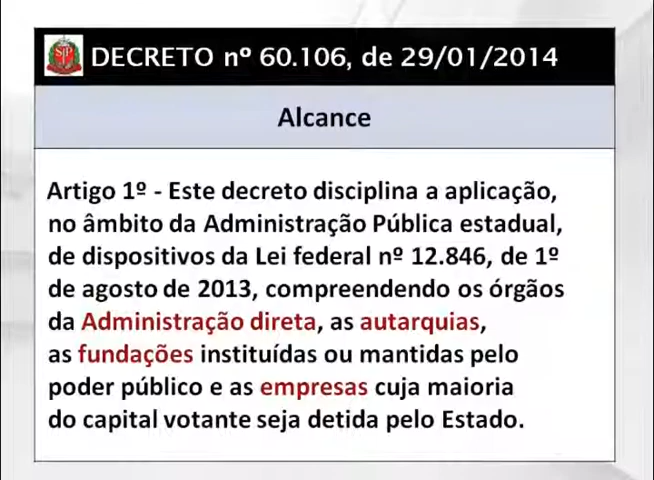 DECRETO nº 60.106, de 29/01/2014
Alcance
Artigo 1º - Este decreto disciplina a aplicação,
no âmbito da Administração Pública estadual,
de dispositivos da Lei federal nº 12.846, de 1º
de agosto de 2013, compreendendo os órgãos
da Administração direta, as autarquias,
as fundações instituídas ou mantidas pelo
poder público e as empresas cuja maioria
do capital votante seja detida pelo Estado.